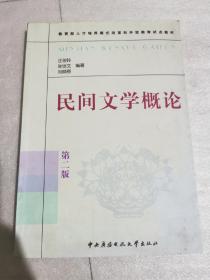 教育部人才培养模式改革和开放教育试点教材
MINJIAN WENXUE GAILUN
编著
民间文学概论
第二版
中央广播电视大学出版社